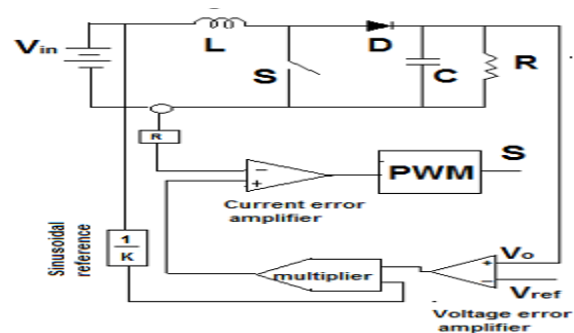 Vin
L
D
S
C
R
R
−
+
PWM
S
Current error
amplifier
Sinusoidal
reference
1
K
multiplier
+
−
Vo
Vref
Voltage error
amplifier